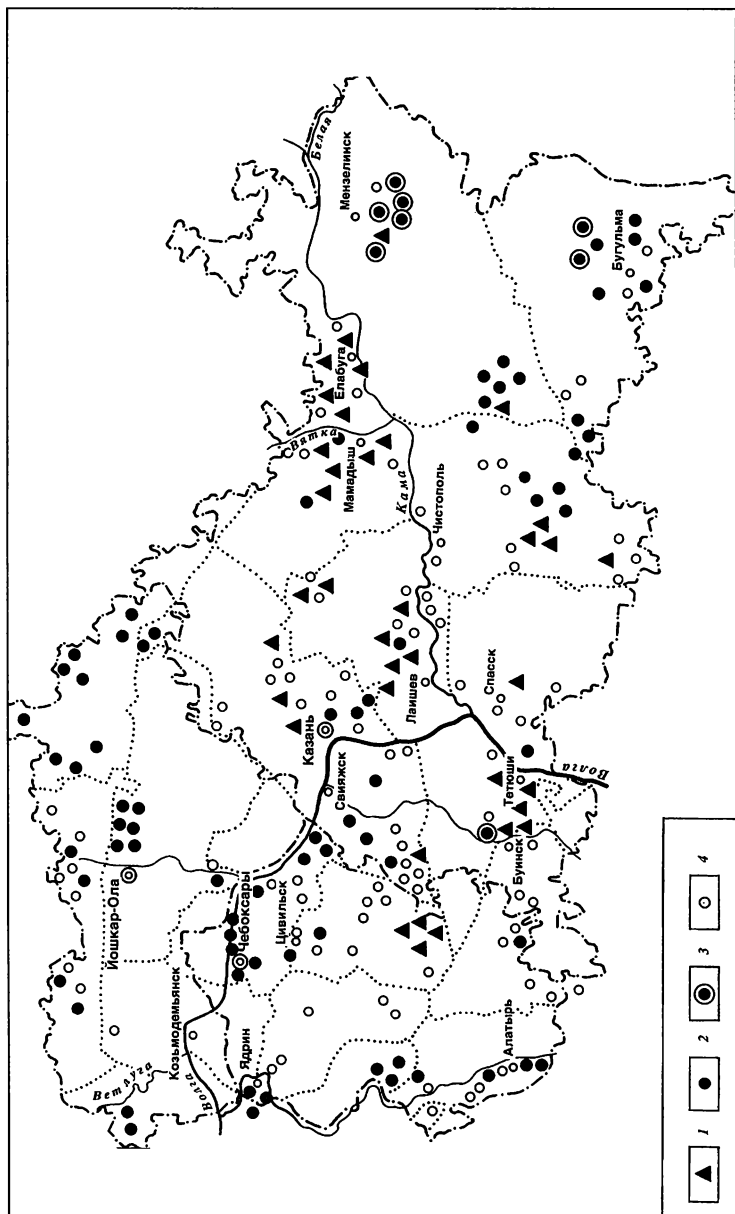 Ветлуга
Йошкар-Ола
Козьмодемьянск
Волга
Чебоксары
Ядрин
Цивильск
Свияжск
Казань
Лаишев
Мамадыш
Вятка
Елабуга
Белая
Мензелинск
Кама
Чистополь
Бугульма
Спасск
Тетюши
Волга
Буинск
Алатырь
1
2
3
4